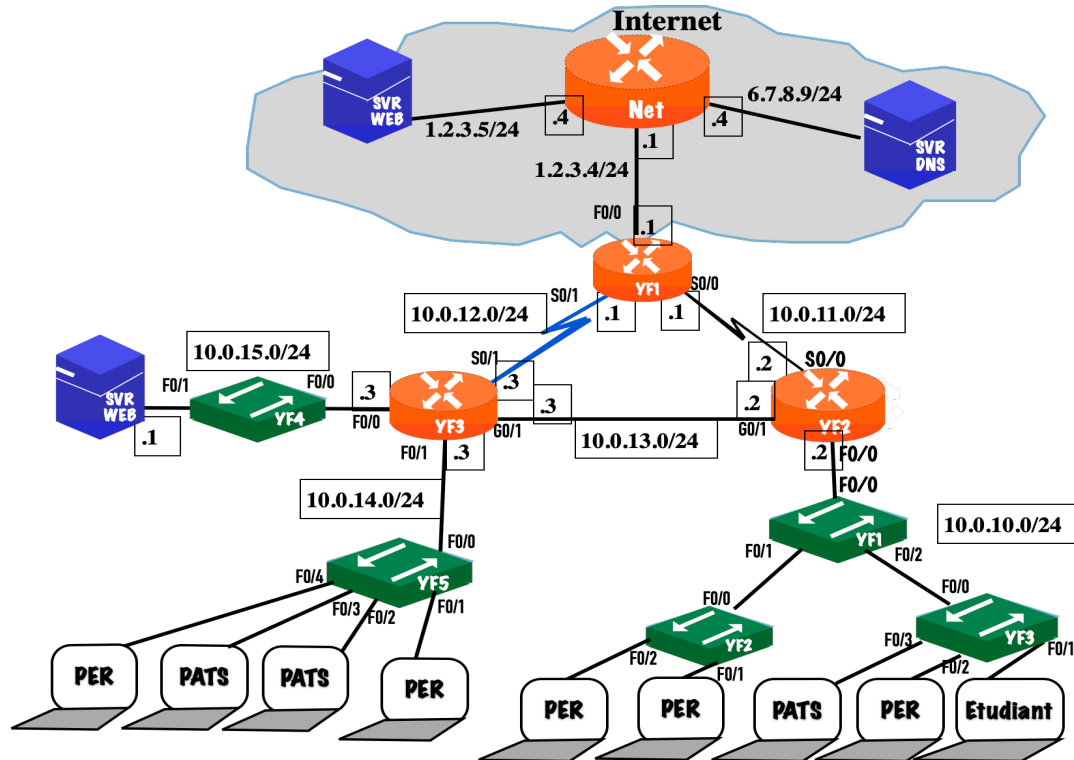 Internet
SVR
WEB
1.2.3.5/24
.4
Net
.4
6.7.8.9/24
SVR
DNS
.1
1.2.3.4/24
F0/0
.1
YF1
S0/1
S0/0
10.0.12.0/24
.1
.1
10.0.11.0/24
10.0.15.0/24
S0/1
.2
S0/0
SVR
WEB
F0/1
F0/0
.3
.3
.3
.2
.1
YF4
F0/0
YF3
G0/1
10.0.13.0/24
G0/1
YF2
F0/1
.3
.2
F0/0
F0/0
10.0.14.0/24
10.0.10.0/24
F0/0
F0/1
YF1
F0/2
F0/4
YF5
F0/3
F0/2
F0/1
F0/0
F0/0
F0/2
YF2
F0/1
F0/3
YF3
F0/2
F0/1
PER
PATS
PATS
PER
PER
PER
PATS
PER
Etudiant